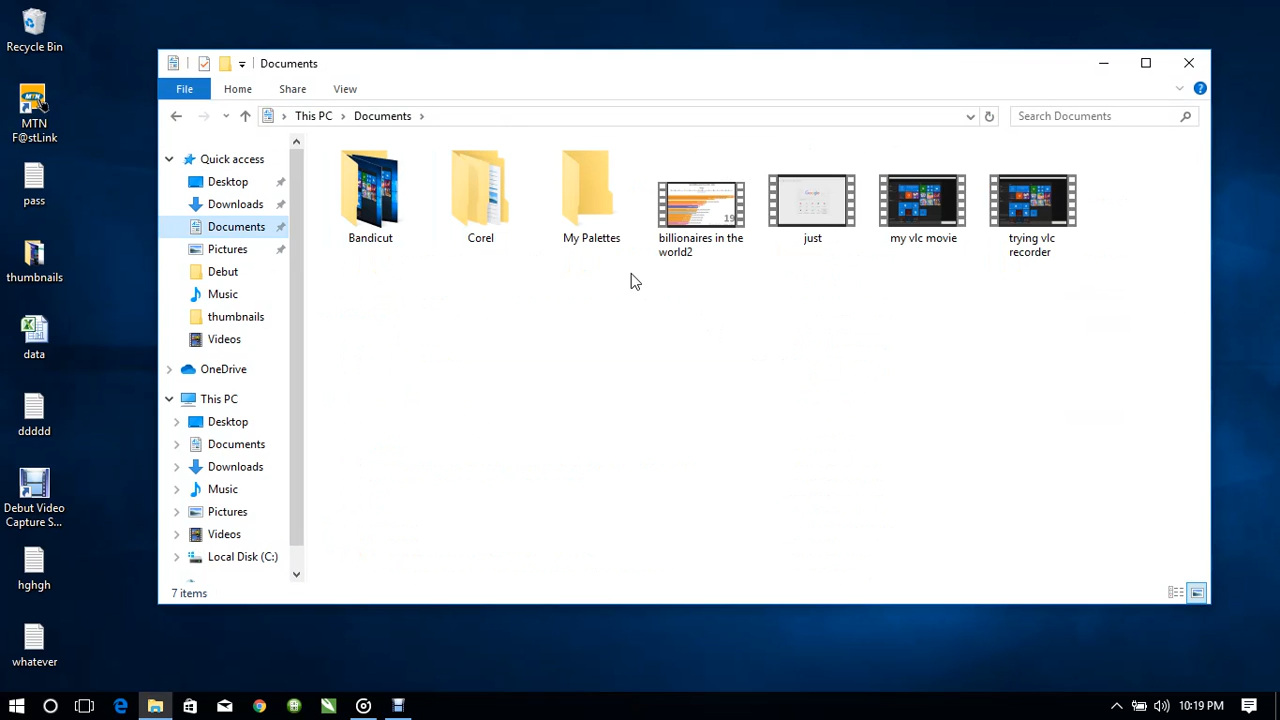 Recycle Bin
MTN
F@stLink
pass
thumbnails
data
ddddd
Debut Video
Capture S...
hghgh
whatever
Documents
File
Home
Share
View
This PC
Documents
Search Documents
Quick access
Desktop
Downloads
Documents
Pictures
Debut
Music
thumbnails
Videos
OneDrive
This PC
Desktop
Documents
Downloads
Music
Pictures
Videos
Local Disk (C:)
Bandicut
Corel
My Palettes
billionaires in the
world2
just
my vlc movie
trying vlc
recorder
19
Google
7 items
10:19 PM